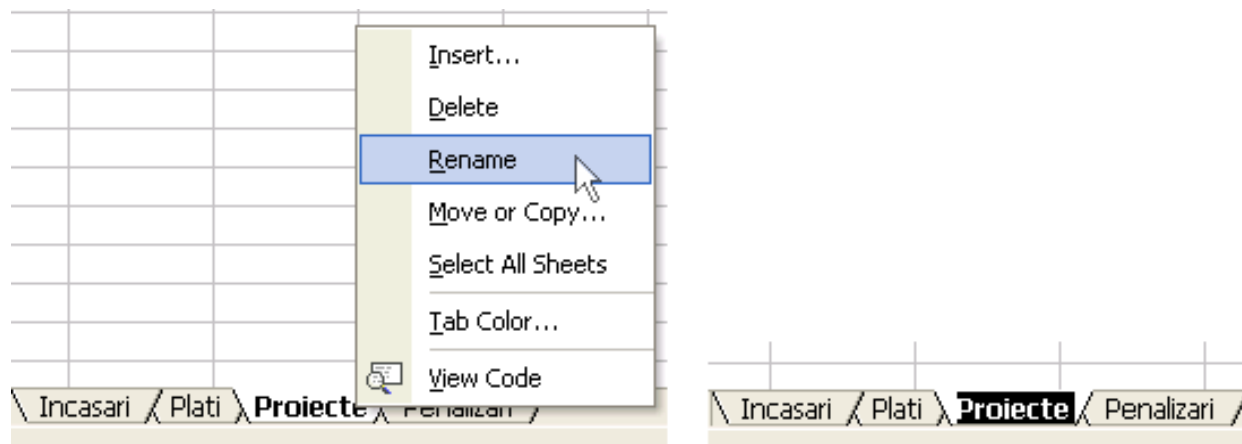 Insert...
Delete
Rename
Move or Copy...
Select All Sheets
Tab Color...
View Code
Incasari Plati Proiecte Penalizari
Incasari Plati Proiecte Penalizari